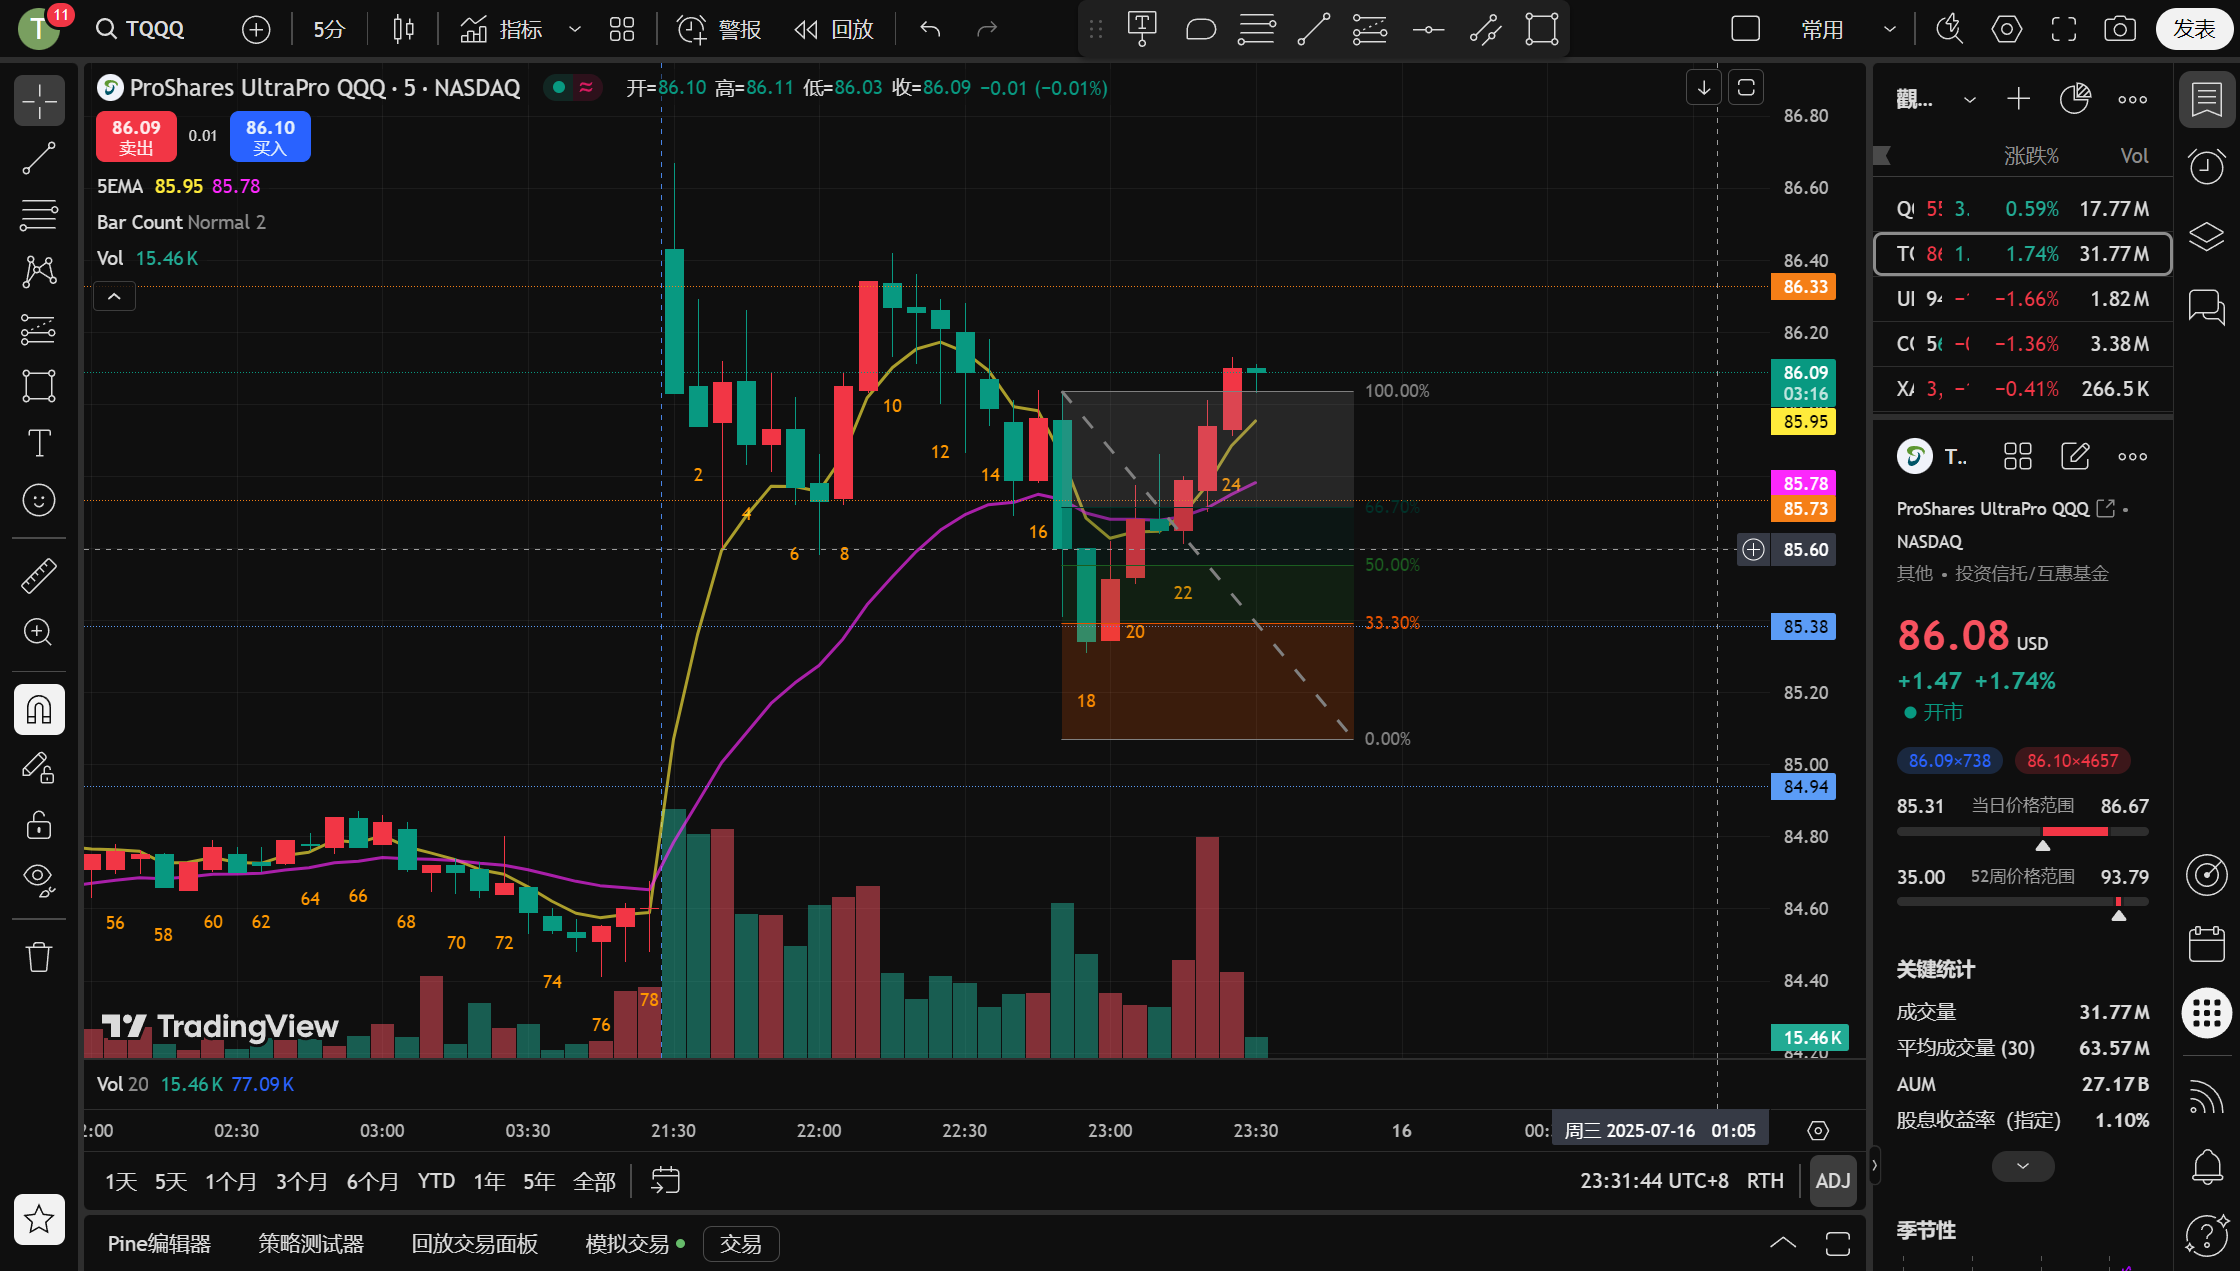 T 11
TQQQ
5分
指标
警报
回放
常用
发表
ProShares UltraPro QQQ · 5 · NASDAQ
开=86.10 高=86.11 低=86.03 收=86.09 −0.01 (−0.01%)
86.09
卖出
0.01
86.10
买入
5EMA 85.95 85.78
Bar Count Normal 2
Vol 15.46 K
86.80
86.60
86.40
86.33
86.20
86.09
03:16
85.95
85.78
85.73
85.60
85.38
85.20
85.00
84.94
84.80
84.60
84.40
15.46 K
84.20
100.00%
66.70%
50.00%
33.30%
0.00%
2
4
6
8
10
12
14
16
18
20
22
24
56
58
60
62
64
66
68
70
72
74
76
78
TradingView
Vol 20 15.46 K 77.09 K
2:00
02:30
03:00
03:30
21:30
22:00
22:30
23:00
23:30
16
00:
周三 2025-07-16 01:05
1天 5天 1个月 3个月 6个月 YTD 1年 5年 全部
23:31:44 UTC+8 RTH ADJ
Pine编辑器 策略测试器 回放交易面板 模拟交易 交易
觀...
涨跌% Vol
0.59% 17.77 M
1.74% 31.77 M
−1.66% 1.82 M
−1.36% 3.38 M
−0.41% 266.5 K
T..
ProShares UltraPro QQQ •
NASDAQ
其他 • 投资信托/互惠基金
86.08 USD
+1.47 +1.74%
开市
86.09×738 86.10×4657
85.31 当日价格范围 86.67
35.00 52周价格范围 93.79
关键统计
成交量 31.77 M
平均成交量 (30) 63.57 M
AUM 27.17 B
股息收益率 (指定) 1.10%
季节性